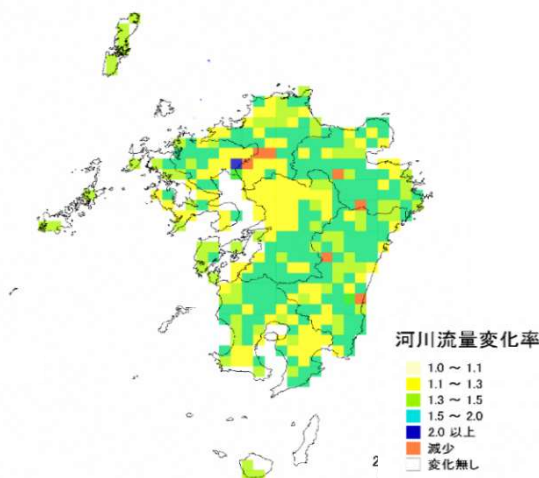 河川流量変化率
1.0 ～ 1.1
1.1 ～ 1.3
1.3 ～ 1.5
1.5 ～ 2.0
2.0 以上
減少
2
変化無し